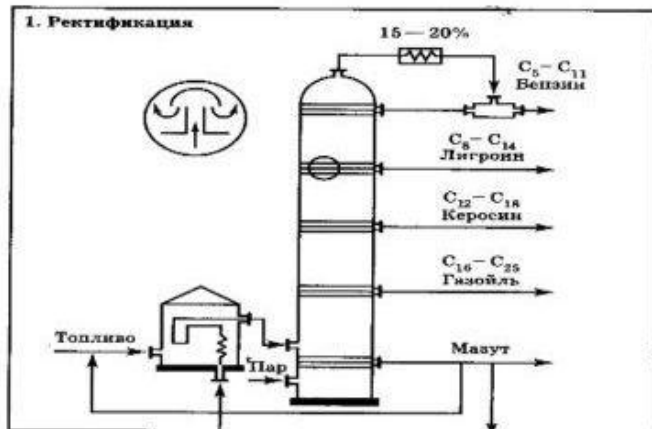 1. Ректификация
15 — 20%
C₅ – C₁₁
Бензин
C₈ – C₁₄
Лигроин
C₁₂ – C₁₈
Керосин
C₁₆ – C₂₅
Газойль
Топливо
Пар
Мазут